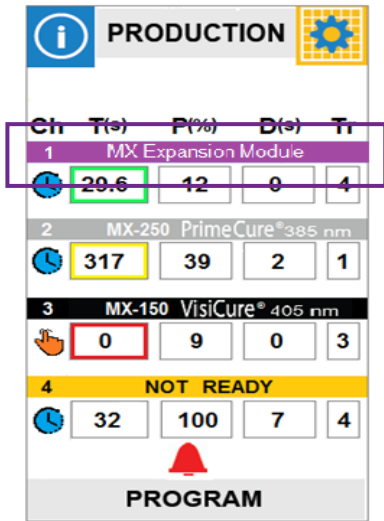 i PRODUCTION
Ch T(s) P(%) D(s) Tr
1 MX Expansion Module
29.6 12 0 4
2 MX-250 PrimeCure®385 nm
317 39 2 1
3 MX-150 VisiCure® 405 nm
0 9 0 3
4 NOT READY
32 100 7 4
PROGRAM